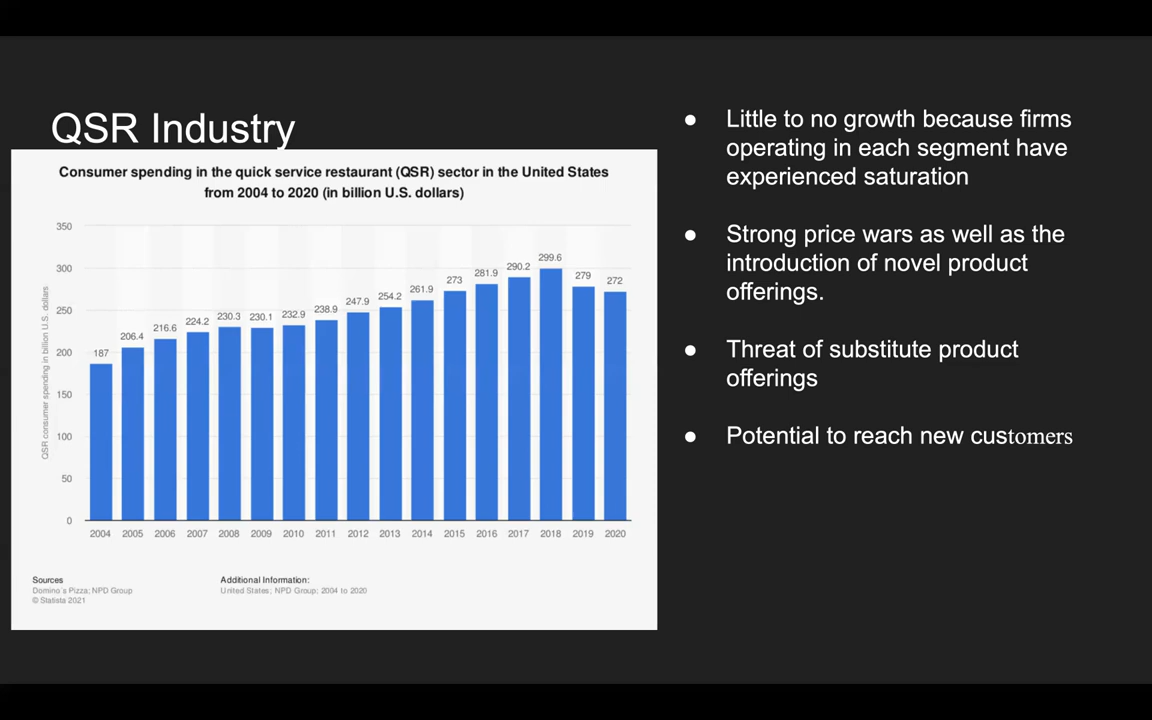 QSR Industry
Consumer spending in the quick service restaurant (QSR) sector in the United States
from 2004 to 2020 (in billion U.S. dollars)
QSR consumer spending in billion U.S. dollars
350
300
250
200
150
100
50
0
187
206.4
216.6
224.2
230.3
230.1
232.9
238.9
247.9
254.2
261.9
273
281.9
290.2
299.6
279
272
2004 2005 2006 2007 2008 2009 2010 2011 2012 2013 2014 2015 2016 2017 2018 2019 2020
Sources
Domino's Pizza; NPD Group
© Statista 2021
Additional Information:
United States; NPD Group; 2004 to 2020
● Little to no growth because firms
operating in each segment have
experienced saturation
● Strong price wars as well as the
introduction of novel product
offerings.
● Threat of substitute product
offerings
● Potential to reach new customers